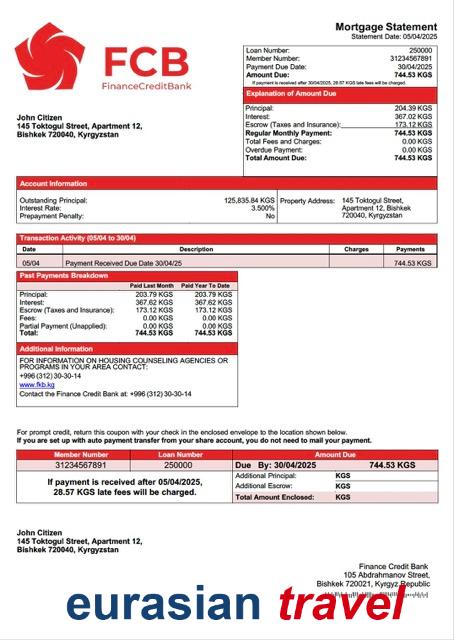 Mortgage Statement
Statement Date: 05/04/2025
FCB
FinanceCreditBank
Loan Number: 250000
Member Number: 31234567891
Payment Due Date: 30/04/2025
Amount Due: 744.53 KGS
If payment is received after 30/04/2025, 28.57 KGS late fees will be charged.
Explanation of Amount Due
Principal: 204.39 KGS
Interest: 367.02 KGS
Escrow (Taxes and Insurance): 173.12 KGS
Regular Monthly Payment: 744.53 KGS
Total Fees and Charges: 0.00 KGS
Overdue Payment: 0.00 KGS
Total Amount Due: 744.53 KGS
John Citizen
145 Toktogul Street, Apartment 12,
Bishkek 720040, Kyrgyzstan
Account Information
Outstanding Principal: 125,835.84 KGS
Interest Rate: 3.500%
Prepayment Penalty: No
Property Address: 145 Toktogul Street,
Apartment 12, Bishkek
720040, Kyrgyzstan
Transaction Activity (05/04 to 30/04)
Date Description Charges Payments
05/04 Payment Received Due Date 30/04/25 744.53 KGS
Past Payments Breakdown
Paid Last Month Paid Year To Date
Principal: 203.79 KGS 203.79 KGS
Interest: 367.62 KGS 367.62 KGS
Escrow (Taxes and Insurance): 173.12 KGS 173.12 KGS
Fees: 0.00 KGS 0.00 KGS
Partial Payment (Unapplied): 0.00 KGS 0.00 KGS
Total: 744.53 KGS 744.53 KGS
Additional Information
FOR INFORMATION ON HOUSING COUNSELING AGENCIES OR
PROGRAMS IN YOUR AREA CONTACT:
+996 (312) 30-30-14
www.fkb.kg
Contact the Finance Credit Bank at: +996 (312) 30-30-14
For prompt credit, return this coupon with your check in the enclosed envelope to the location shown below.
If you are set up with auto payment transfer from your share account, you do not need to mail your payment.
Member Number Loan Number Amount Due
31234567891 250000 Due By: 30/04/2025 744.53 KGS
If payment is received after 05/04/2025,
28.57 KGS late fees will be charged.
Additional Principal: KGS
Additional Escrow: KGS
Total Amount Enclosed: KGS
John Citizen
145 Toktogul Street, Apartment 12,
Bishkek 720040, Kyrgyzstan
Finance Credit Bank
105 Abdrahmanov Street,
Bishkek 720021, Kyrgyz Republic
eurasian travel